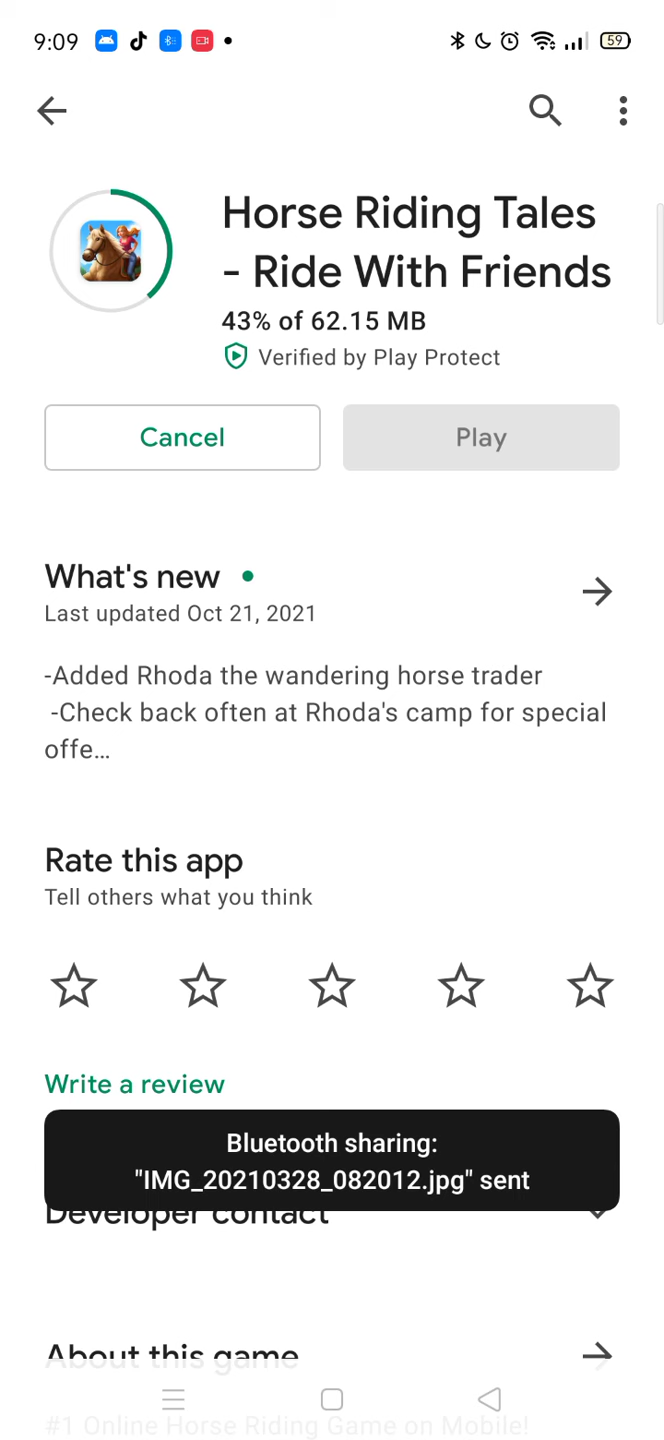 9:09
59
Horse Riding Tales
- Ride With Friends
43% of 62.15 MB
Verified by Play Protect
Cancel
Play
What's new
Last updated Oct 21, 2021
-Added Rhoda the wandering horse trader
-Check back often at Rhoda's camp for special
offe...
Rate this app
Tell others what you think
Write a review
Bluetooth sharing:
"IMG_20210328_082012.jpg" sent
Developer contact
About this game
#1 Online Horse Riding Game on Mobile!